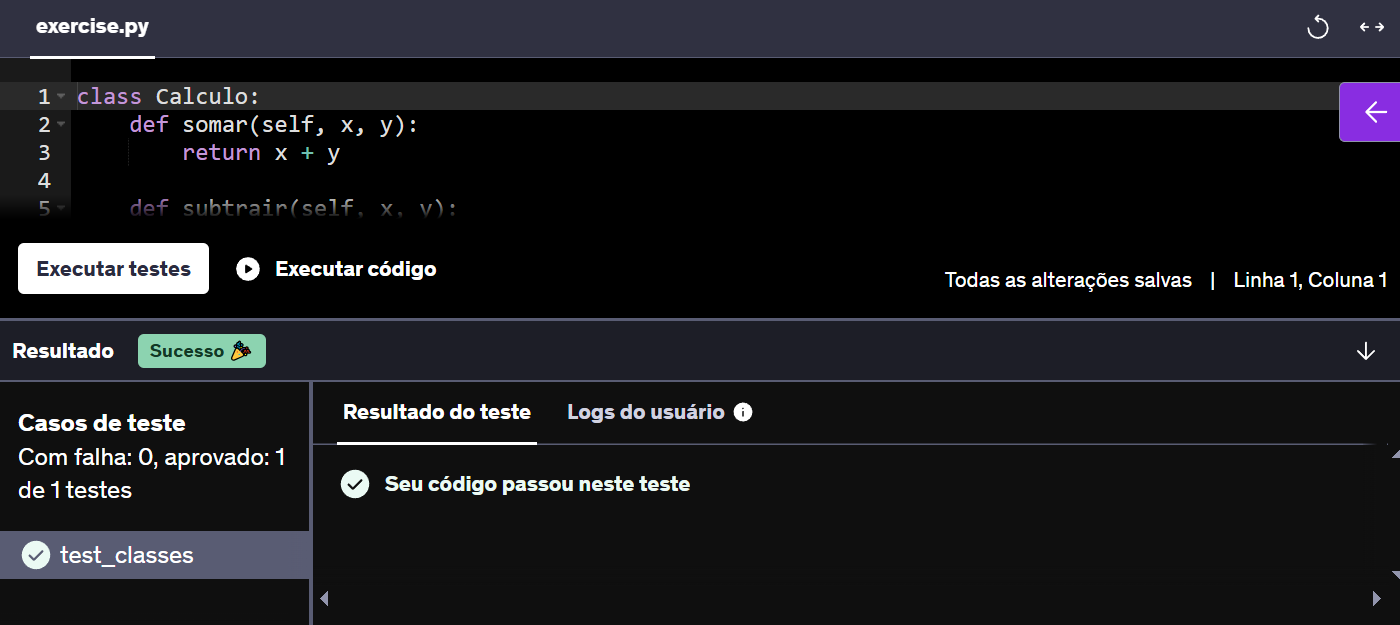 exercise.py
1 class Calculo:
2 def somar(self, x, y):
3 return x + y
4
5 def subtrair(self, x, y):
Executar testes Executar código
Todas as alterações salvas | Linha 1, Coluna 1
Resultado Sucesso
Casos de teste
Com falha: 0, aprovado: 1
de 1 testes
test_classes
Resultado do teste Logs do usuário
Seu código passou neste teste